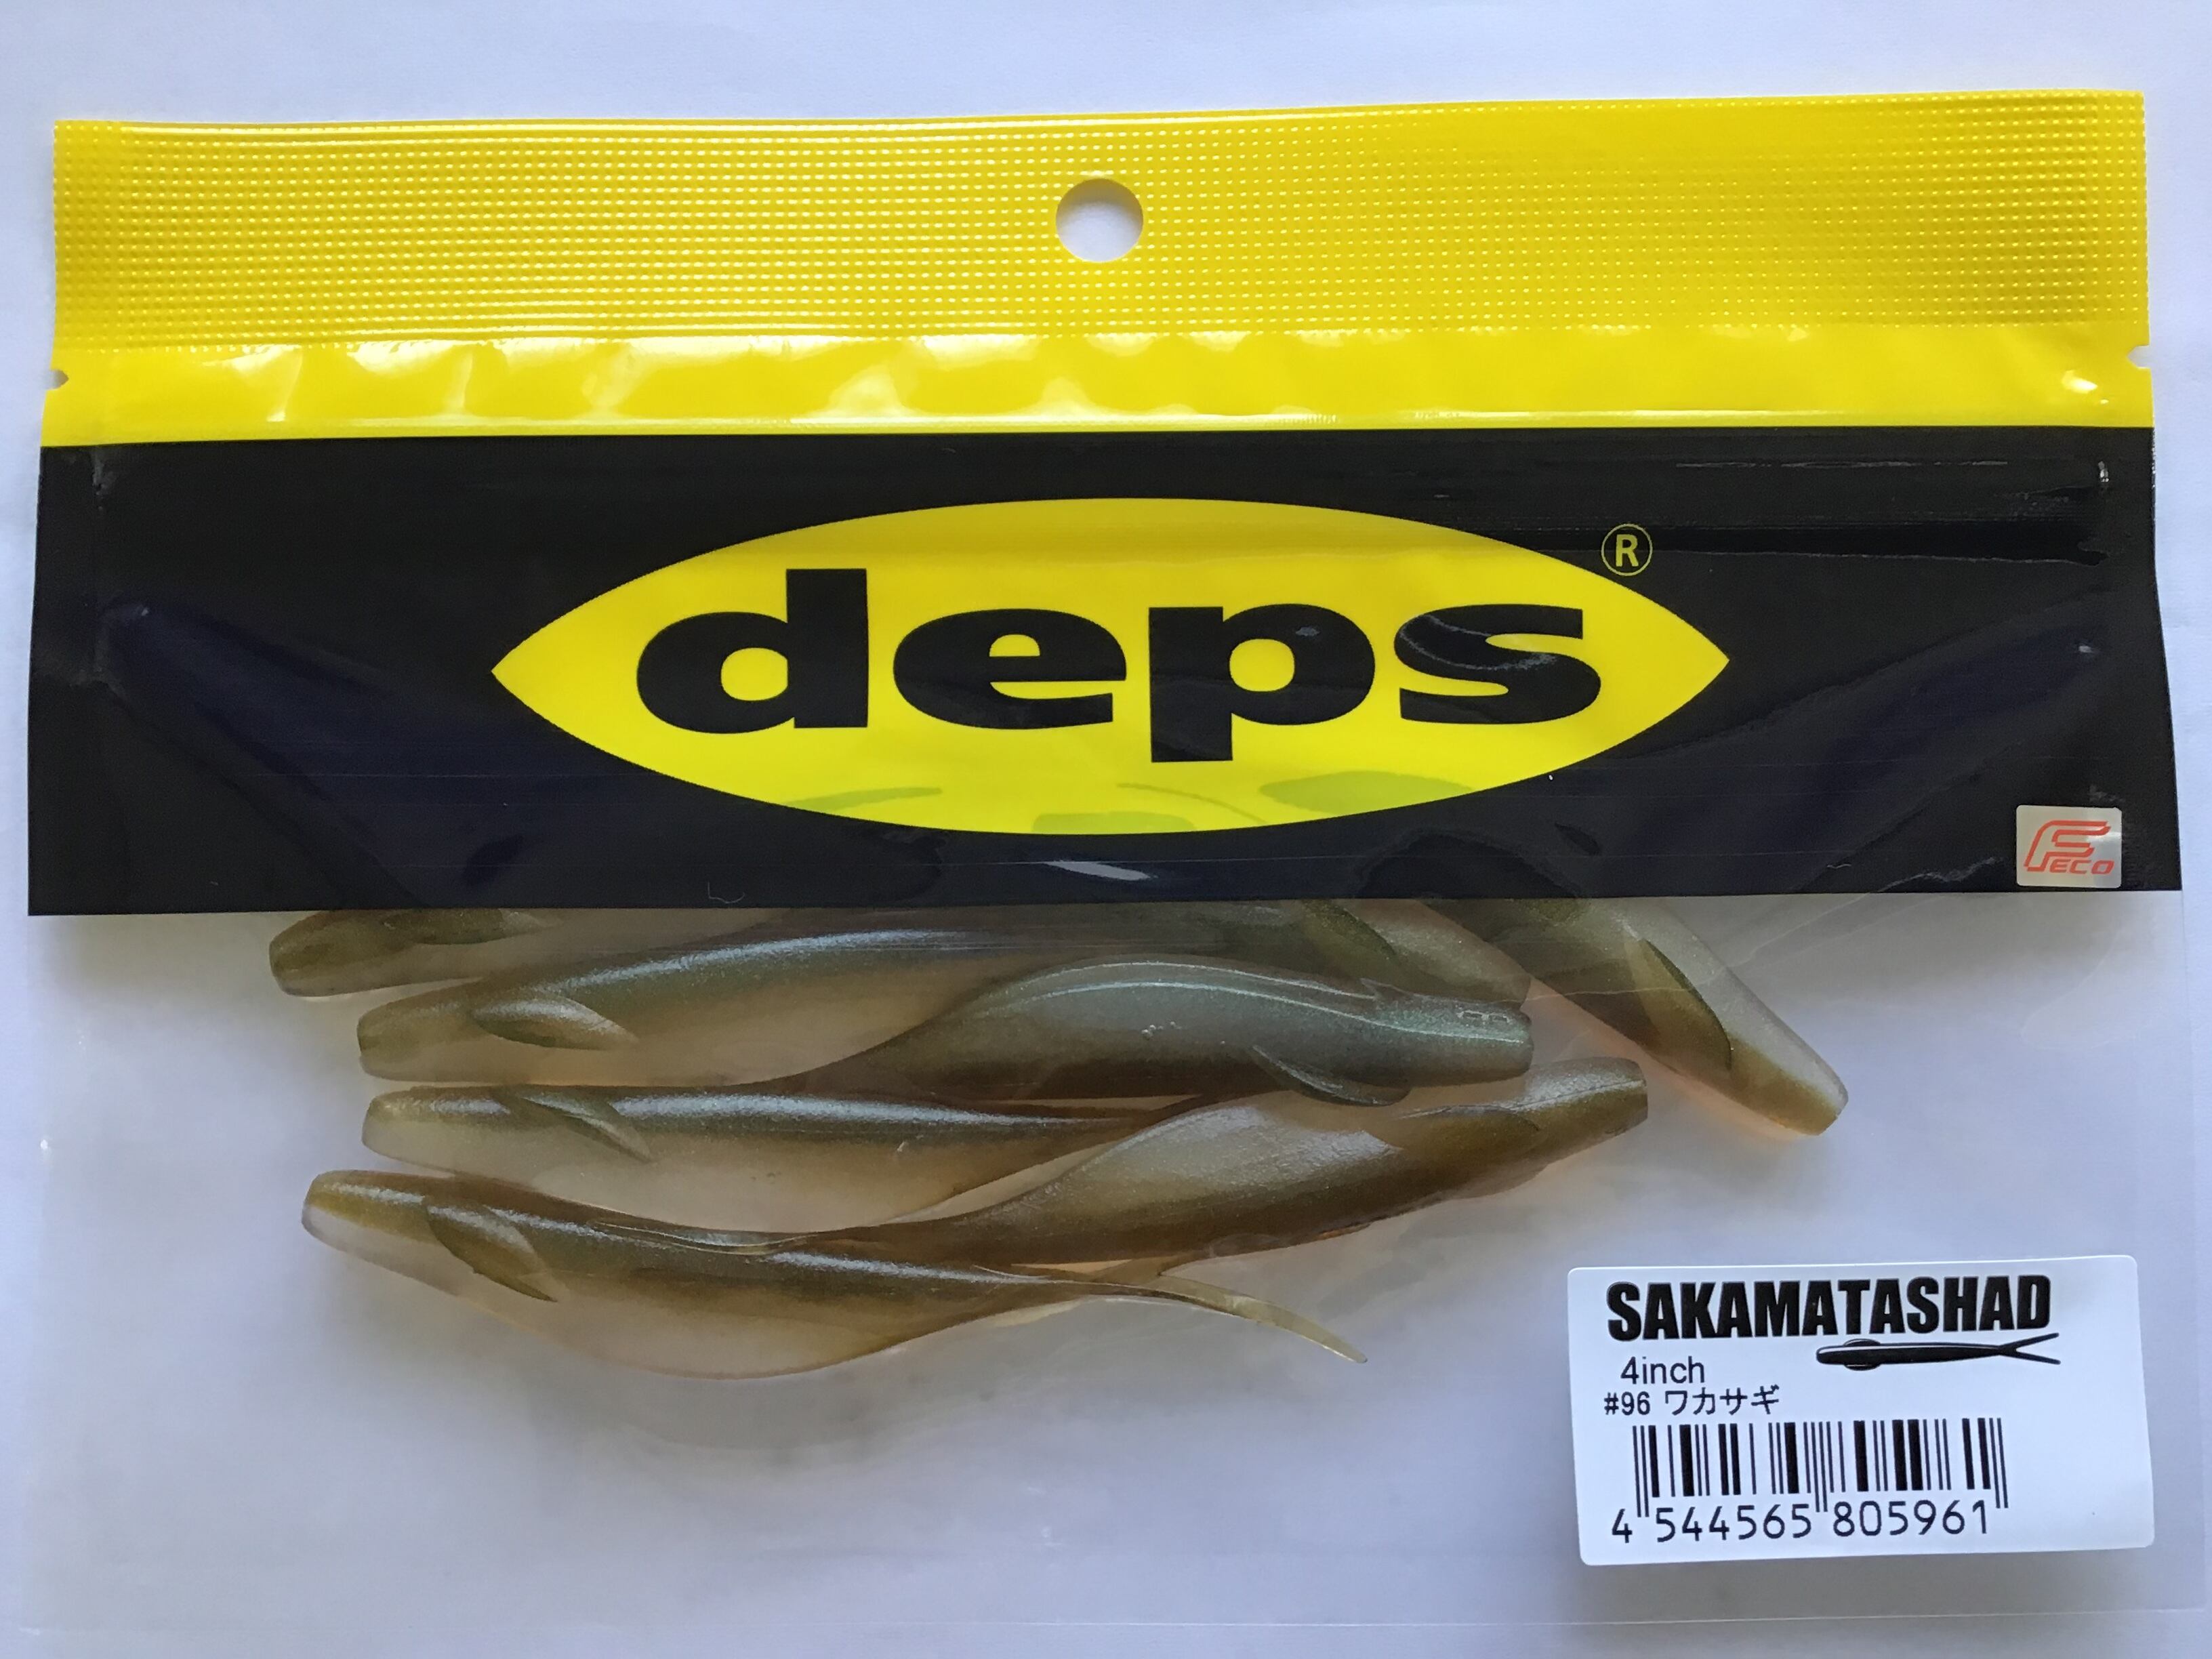 deps®
FECO
SAKAMATASHAD
4inch
#96 ワカサギ
4 544565 805961